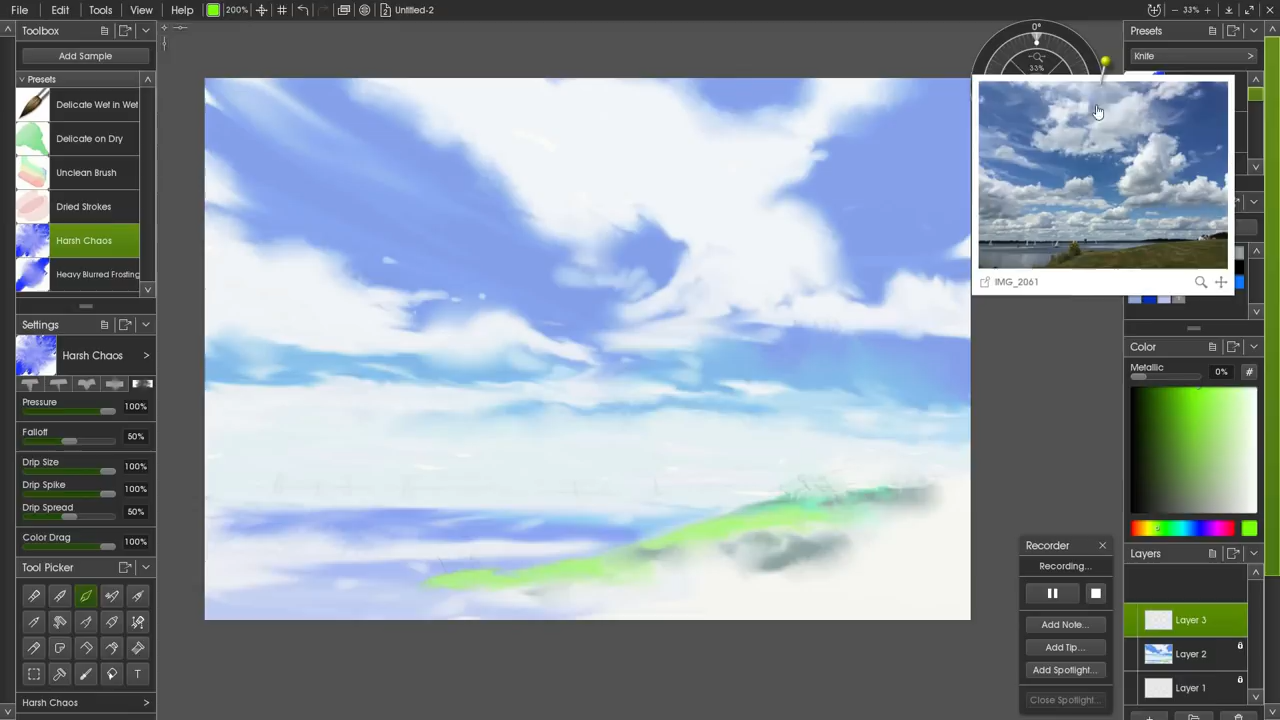 File Edit Tools View 200% Untitled-2 33%
Toolbox
Add Sample
Presets
Delicate Wet in Wet
Delicate on Dry
Unclean Brush
Dried Strokes
Harsh Chaos
Heavy Blurred Frosting
Settings
Harsh Chaos
Pressure
100%
Falloff
50%
Drip Size
100%
Drip Spike
100%
Drip Spread
50%
Color Drag
100%
Tool Picker
T
Harsh Chaos
0°
33%
IMG_2061
Recorder
Recording...
Add Note...
Add Tip...
Add Spotlight...
Close Spotlight...
Presets
Knife
Color
Metallic
0% #
Layers
Layer 3
Layer 2
Layer 1